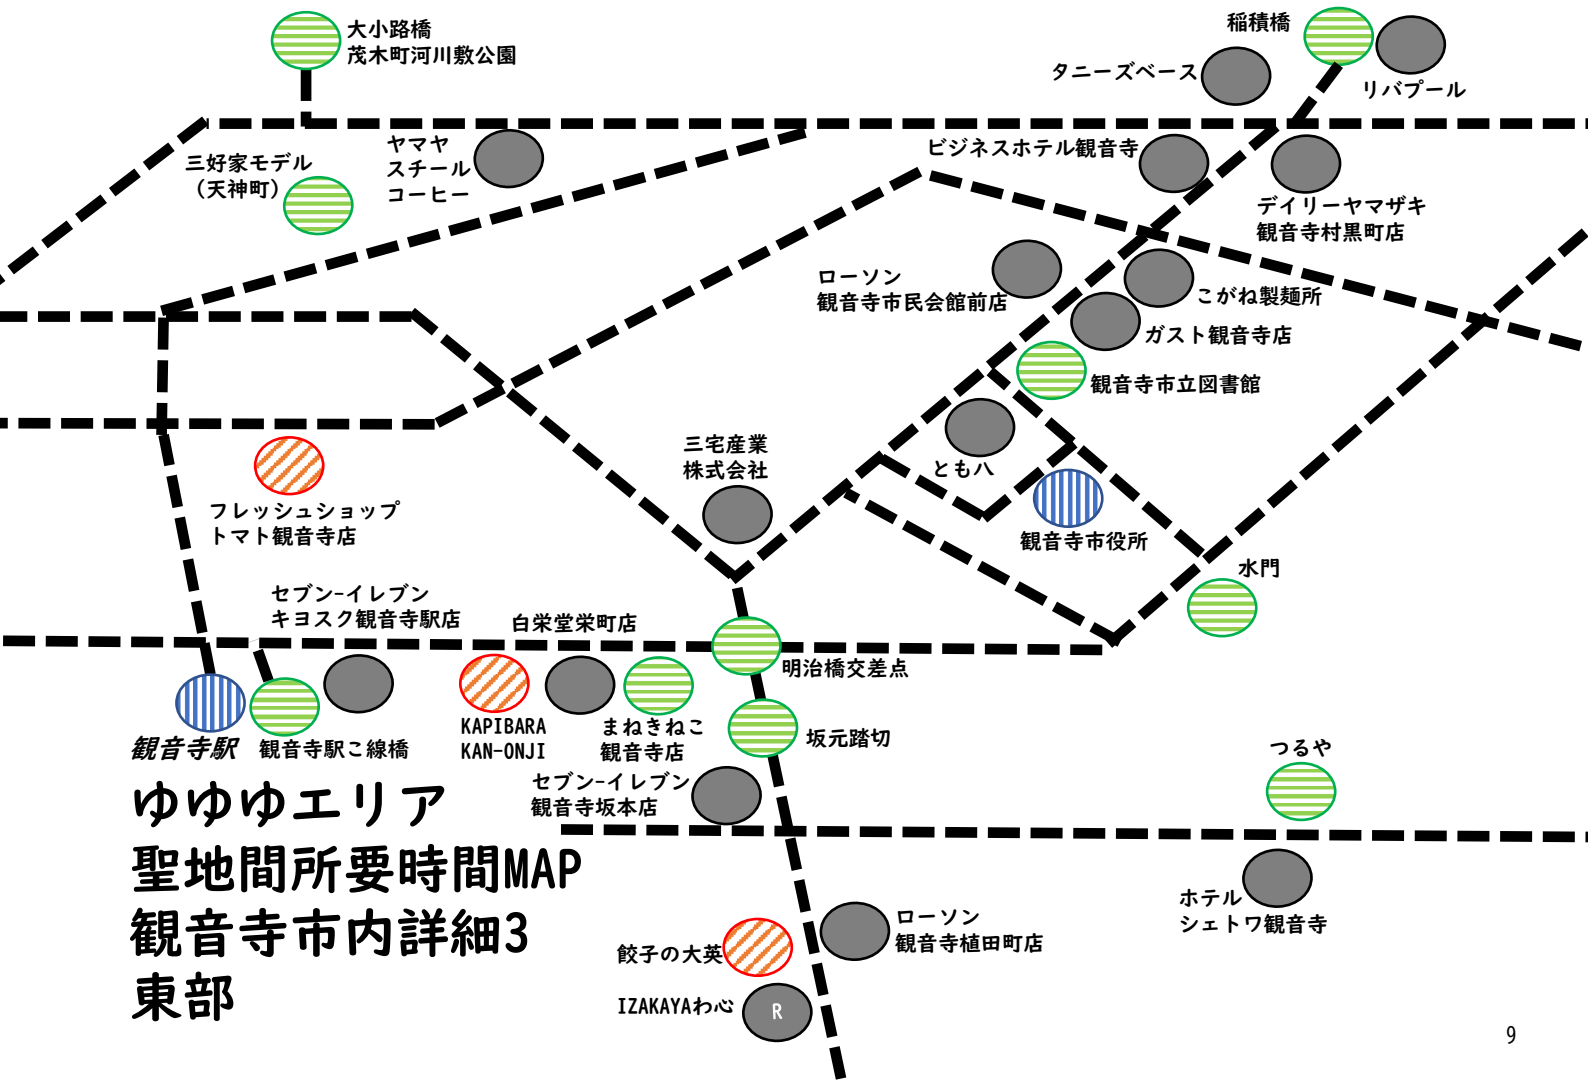 大小路橋
茂木町河川敷公園
稲積橋
タニーズベース
リバプール
ヤマヤ
スチール
コーヒー
三好家モデル
（天神町）
ビジネスホテル観音寺
デイリーヤマザキ
観音寺村黒町店
ローソン
観音寺市民会館前店
こがね製麺所
ガスト観音寺店
観音寺市立図書館
三宅産業
株式会社
とも八
フレッシュショップ
トマト観音寺店
観音寺市役所
水門
セブン-イレブン
キヨスク観音寺駅店
白栄堂栄町店
明治橋交差点
観音寺駅
観音寺駅こ線橋
KAPIBARA
KAN-ONJI
まねきねこ
観音寺店
坂元踏切
つるや
セブン-イレブン
観音寺坂本店
ゆゆゆエリア
聖地間所要時間MAP
観音寺市内詳細3
東部
ホテル
シェトワ観音寺
ローソン
観音寺植田町店
餃子の大英
IZAKAYAわ心
R
9